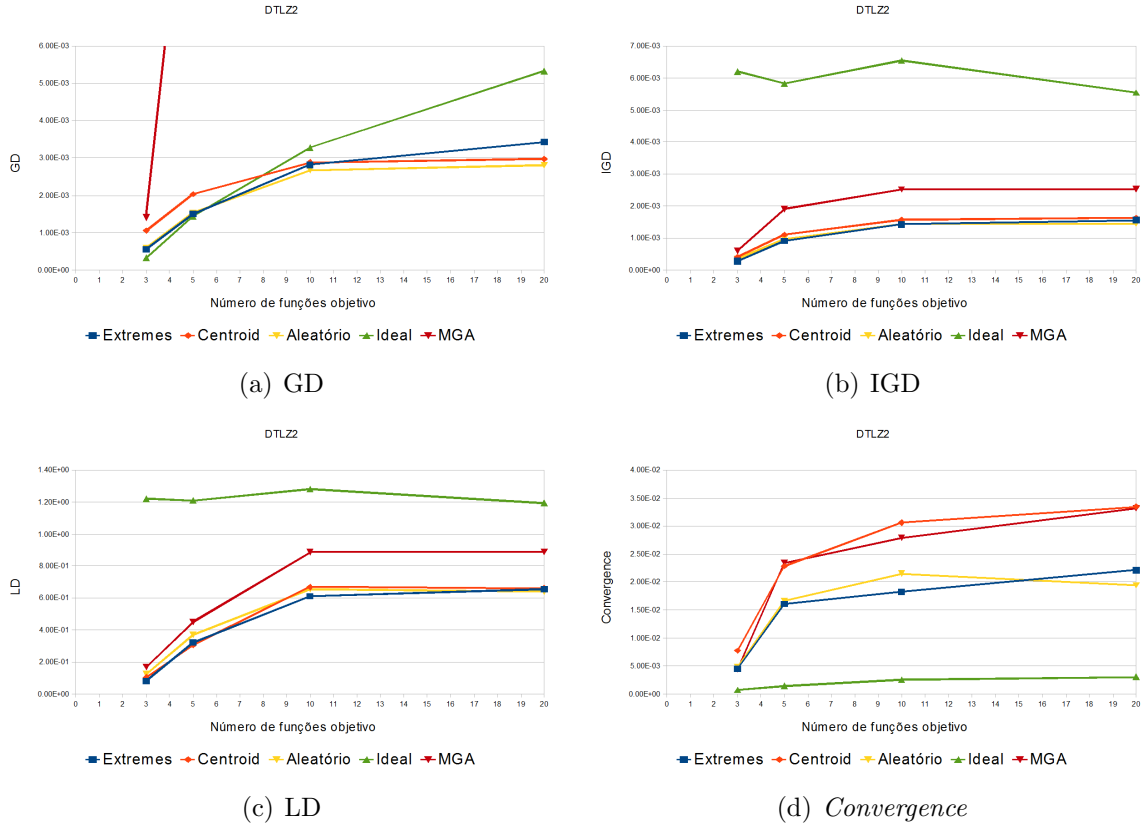 DTLZ2
6.00E-03
5.00E-03
4.00E-03
3.00E-03
2.00E-03
1.00E-03
0.00E+00
GD
0 1 2 3 4 5 6 7 8 9 10 11 12 13 14 15 16 17 18 19 20
Número de funções objetivo
Extremes Centroid Aleatório Ideal MGA
(a) GD
DTLZ2
7.00E-03
6.00E-03
5.00E-03
4.00E-03
3.00E-03
2.00E-03
1.00E-03
0.00E+00
IGD
0 1 2 3 4 5 6 7 8 9 10 11 12 13 14 15 16 17 18 19 20
Número de funções objetivo
Extremes Centroid Aleatório Ideal MGA
(b) IGD
DTLZ2
1.40E+00
1.20E+00
1.00E+00
8.00E-01
6.00E-01
4.00E-01
2.00E-01
0.00E+00
LD
0 1 2 3 4 5 6 7 8 9 10 11 12 13 14 15 16 17 18 19 20
Número de funções objetivo
Extremes Centroid Aleatório Ideal MGA
(c) LD
DTLZ2
4.00E-02
3.50E-02
3.00E-02
2.50E-02
2.00E-02
1.50E-02
1.00E-02
5.00E-03
0.00E+00
Convergence
0 1 2 3 4 5 6 7 8 9 10 11 12 13 14 15 16 17 18 19 20
Número de funções objetivo
Extremes Centroid Aleatório Ideal MGA
(d) Convergence